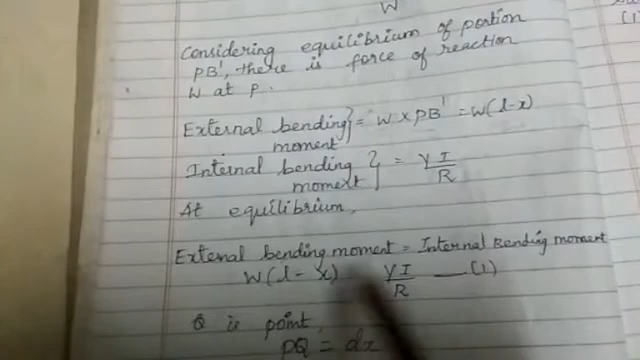 W
Considering equilibrium of portion
PB', there is force of reaction
W at P.
External bending } = W x PB' = W(l-x)
moment
Internal bending } = YI/R
moment
At equilibrium,
External bending moment = Internal Bending moment
W(l-x) YI/R —(1)
Q is point,
PQ = dx
(1